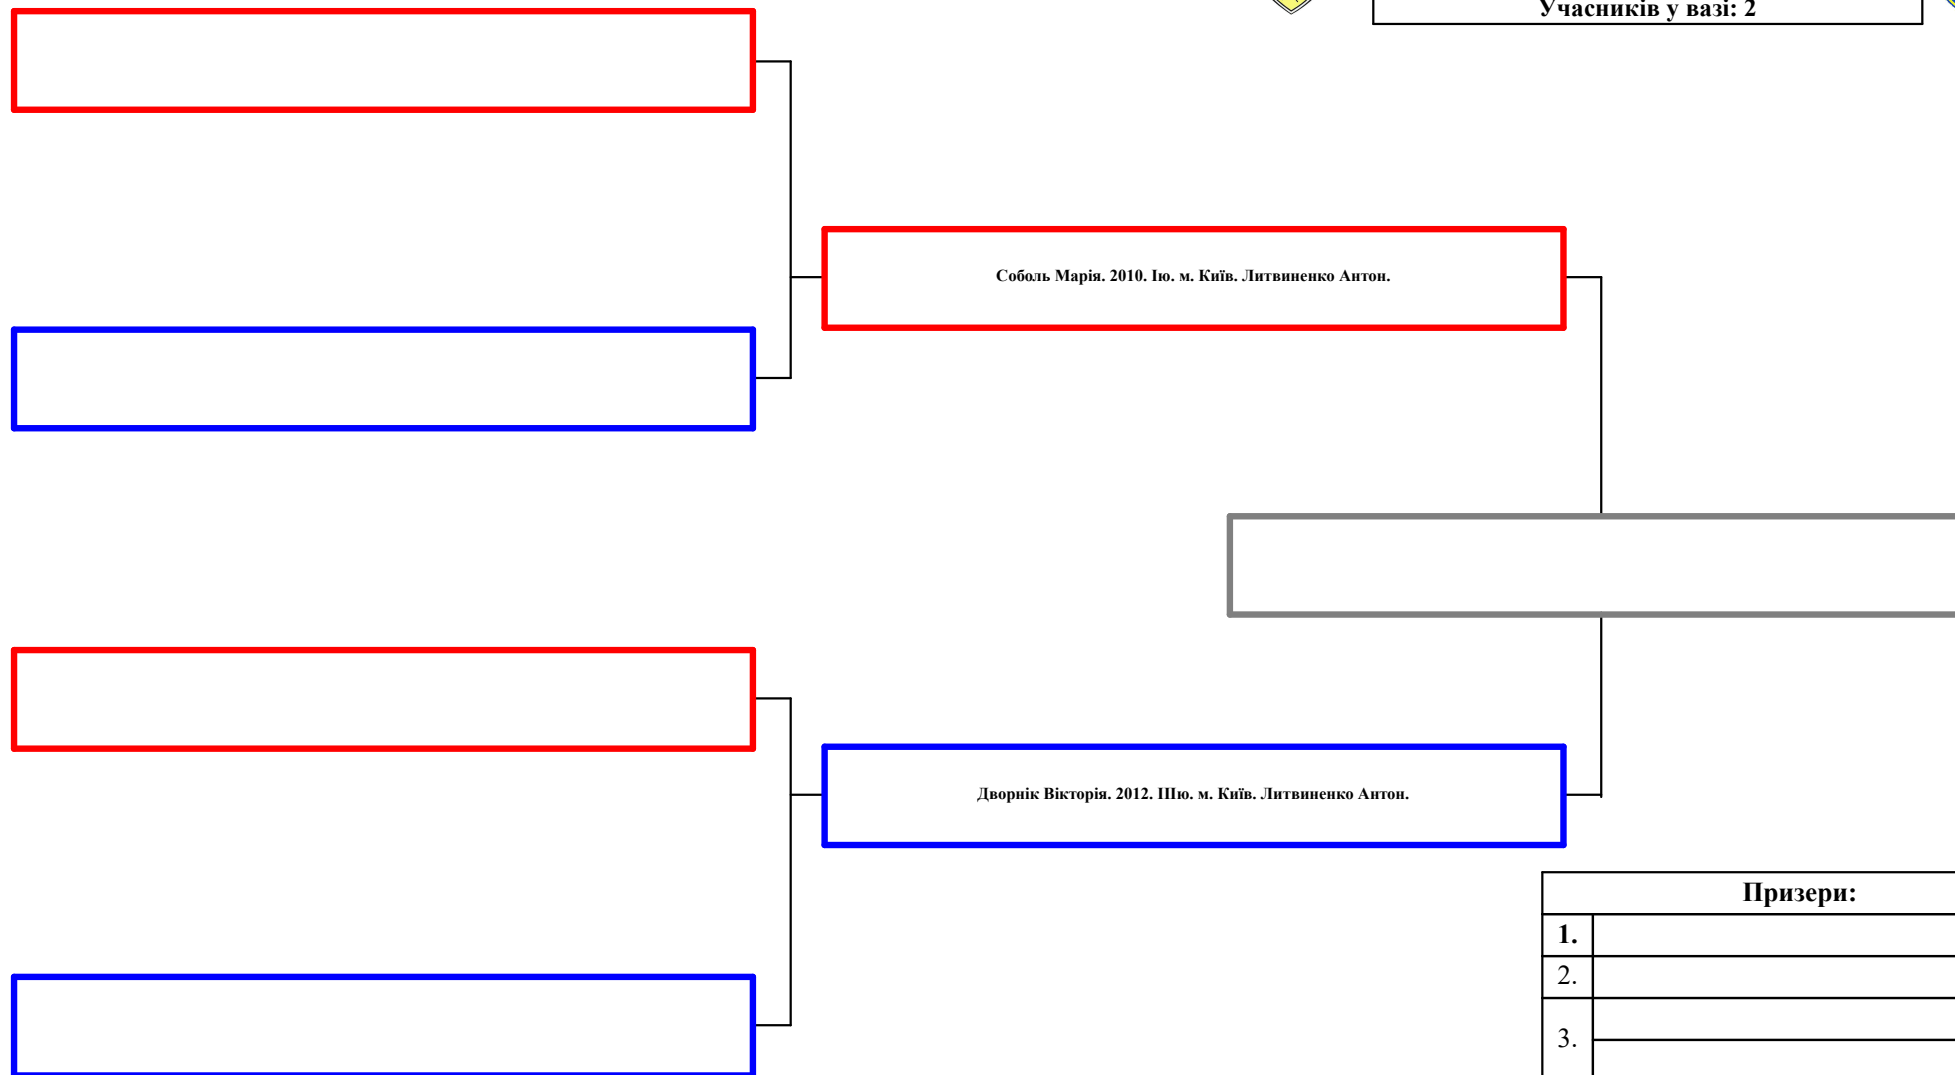 Учасників у вазі: 2
Соболь Марія. 2010. Ію. м. Київ. Литвиненко Антон.
Дворнік Вікторія. 2012. ІІІю. м. Київ. Литвиненко Антон.
Призери:
1.
2.
3.